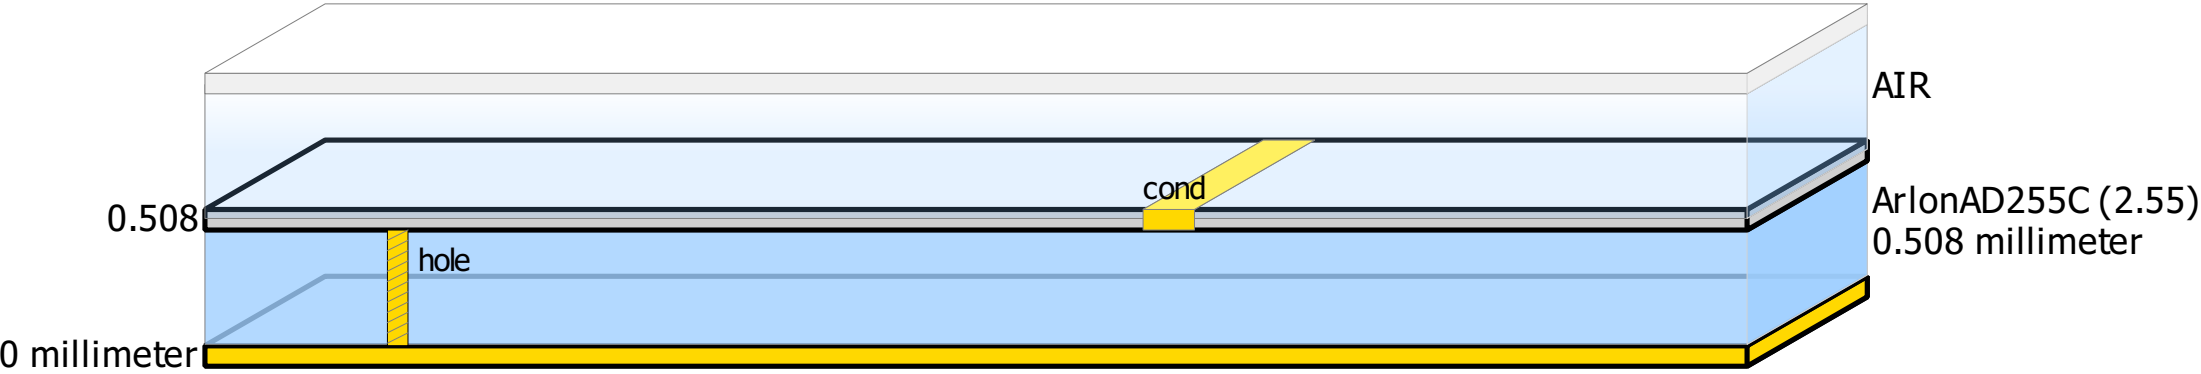 AIR
cond
ArlonAD255C (2.55)
0.508
0.508 millimeter
hole
0 millimeter